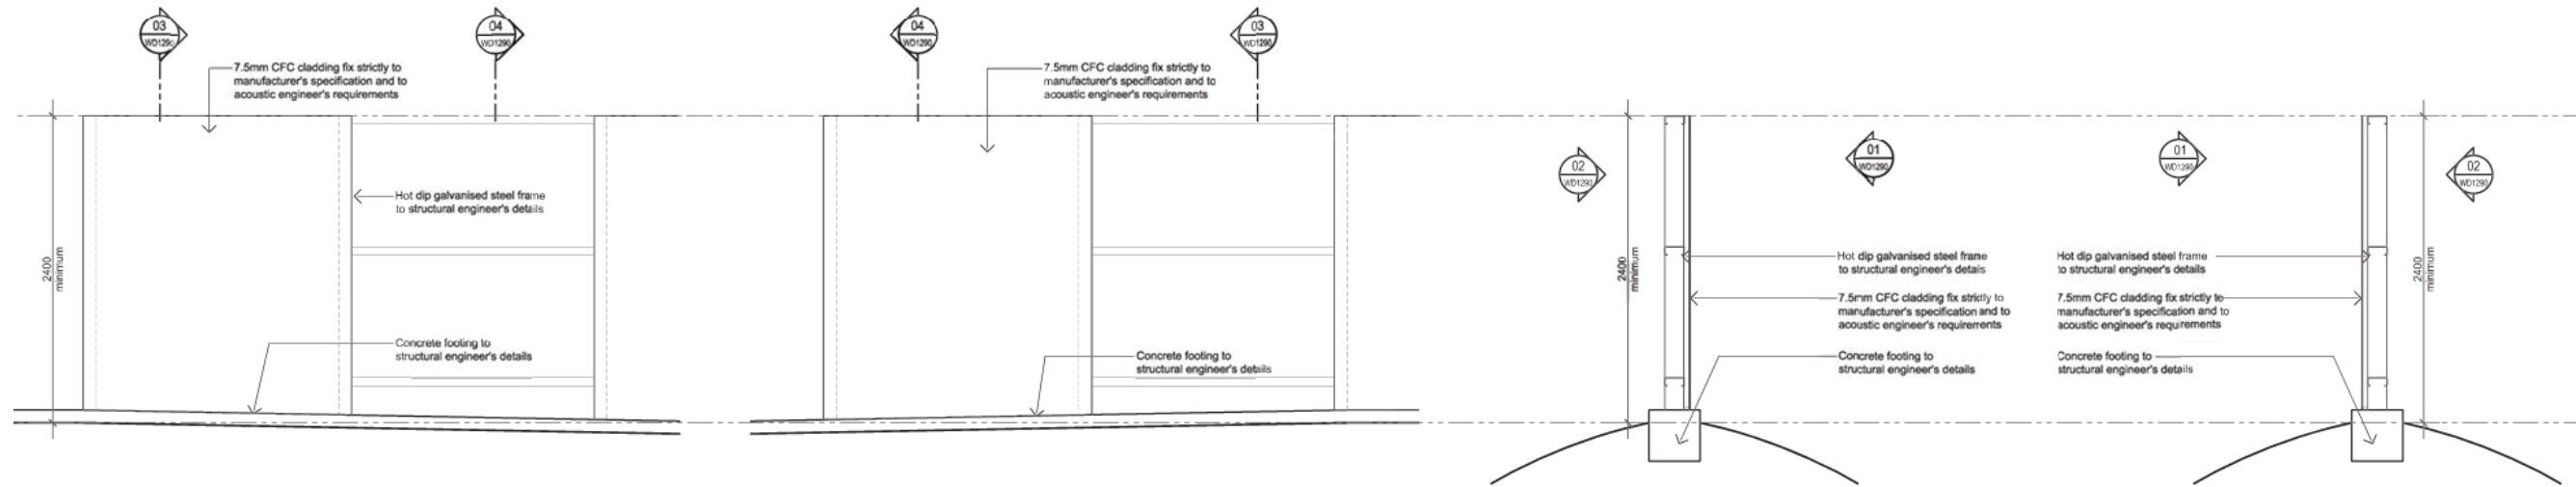 03
WD1290
04
WD1290
7.5mm CFC cladding fix strictly to
manufacturer's specification and to
acoustic engineer's requirements
Hot dip galvanised steel frame
to structural engineer's details
2400
minimum
Concrete footing to
structural engineer's details
04
WD1290
03
WD1290
7.5mm CFC cladding fix strictly to
manufacturer's specification and to
acoustic engineer's requirements
Concrete footing to
structural engineer's details
02
WD1290
01
WD1290
2400
minimum
Hot dip galvanised steel frame
to structural engineer's details
7.5mm CFC cladding fix strictly to
manufacturer's specification and to
acoustic engineer's requirements
Concrete footing to
structural engineer's details
01
WD1290
02
WD1290
Hot dip galvanised steel frame
to structural engineer's details
7.5mm CFC cladding fix strictly to
manufacturer's specification and to
acoustic engineer's requirements
Concrete footing to
structural engineer's details
2400
minimum